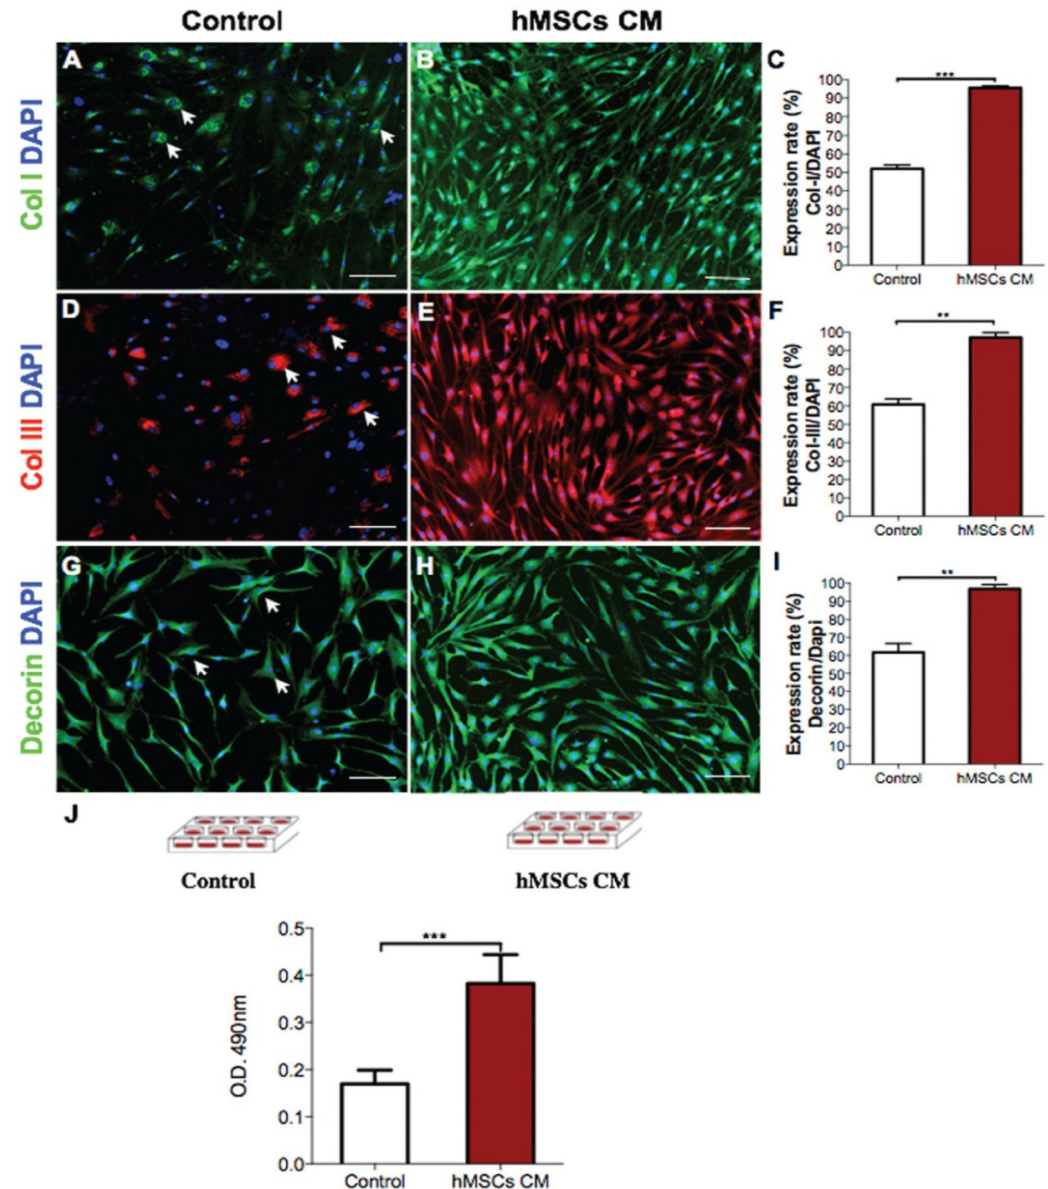 Control hMSCs CM
Col I DAPI
A
B
C
Expression rate (%)
Col-I/DAPI
100
90
80
70
60
50
40
30
20
10
0
***
Control hMSCs CM
Col III DAPI
D
E
F
Expression rate (%)
Col-III/DAPI
100
90
80
70
60
50
40
30
20
10
0
**
Control hMSCs CM
Decorin DAPI
G
H
I
Expression rate (%)
Decorin/Dapi
100
90
80
70
60
50
40
30
20
10
0
**
Control hMSCs CM
J
Control hMSCs CM
O.D. 490nm
0.5
0.4
0.3
0.2
0.1
0.0
***
Control hMSCs CM